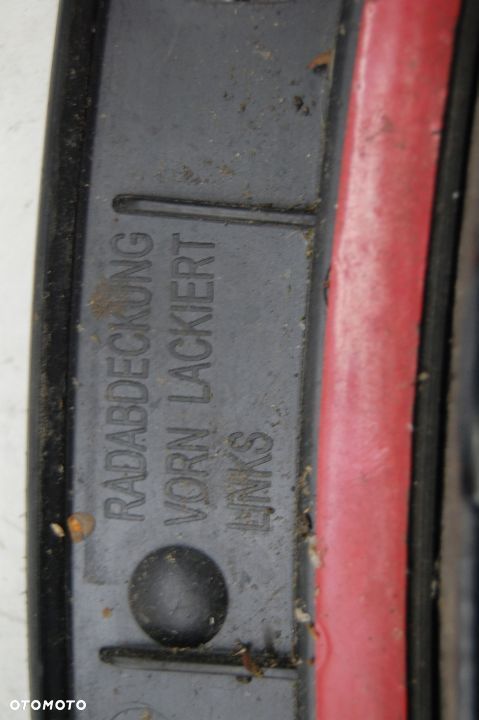 RADABDECKUNG
VORN LACKIERT
LINKS
OTOMOTO